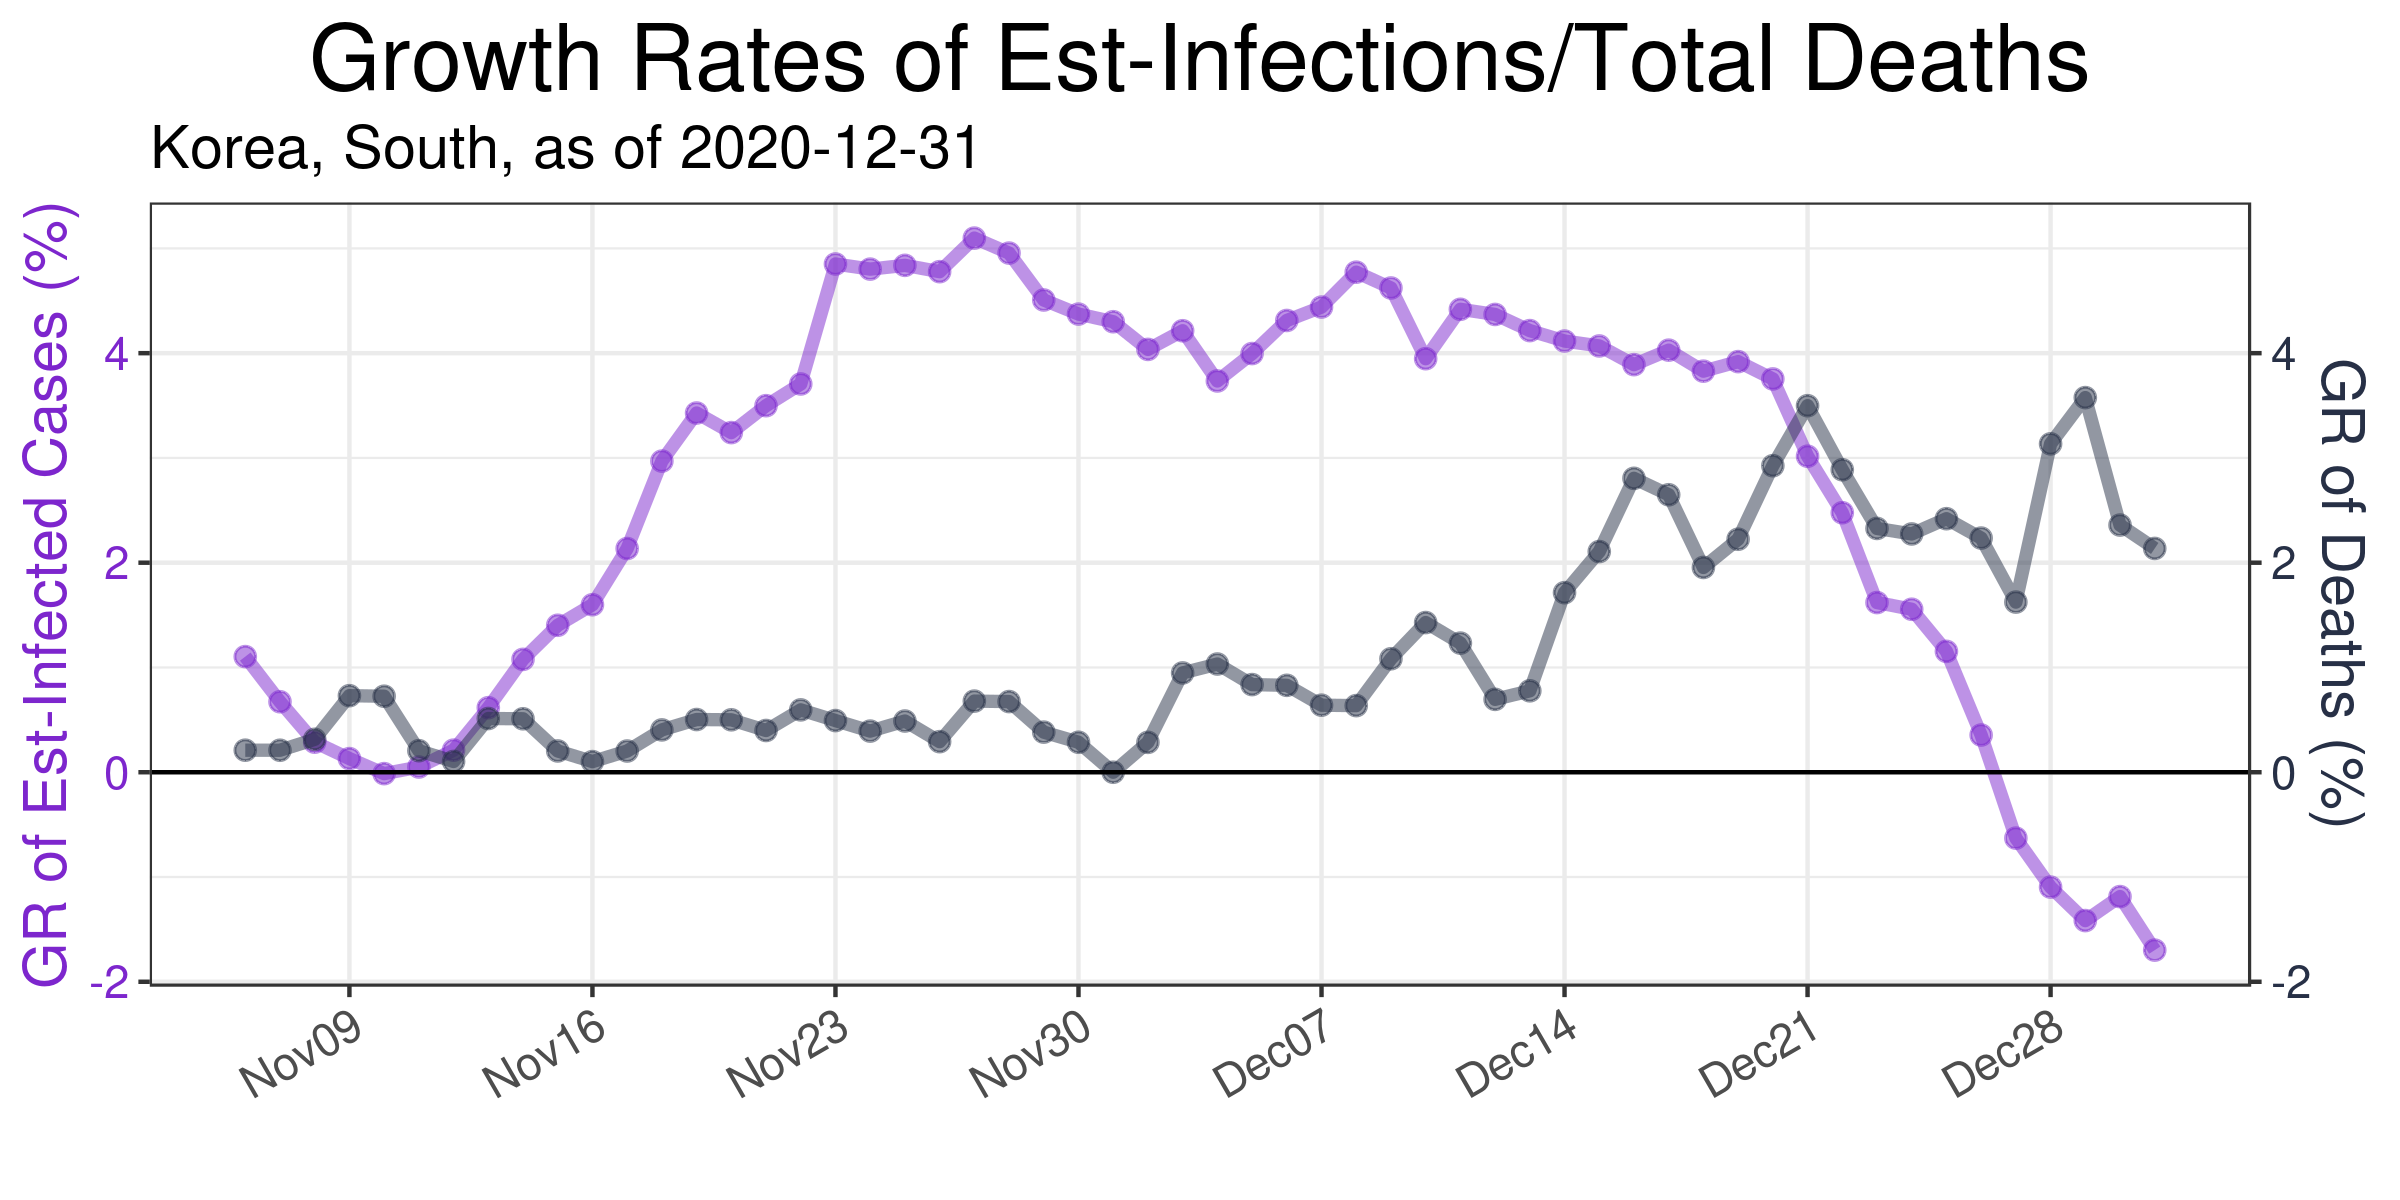 Growth Rates of Est-Infections/Total Deaths
Korea, South, as of 2020-12-31
GR of Est-Infected Cases (%)
4
2
0
-2
4
2
0
-2
GR of Deaths (%)
Nov09
Nov16
Nov23
Nov30
Dec07
Dec14
Dec21
Dec28